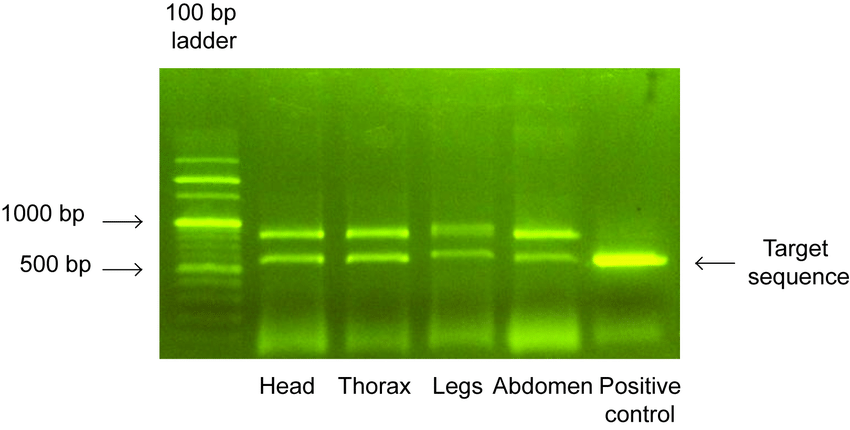 100 bp
ladder
1000 bp
500 bp
Target
sequence
Head
Thorax
Legs
Abdomen
Positive
control